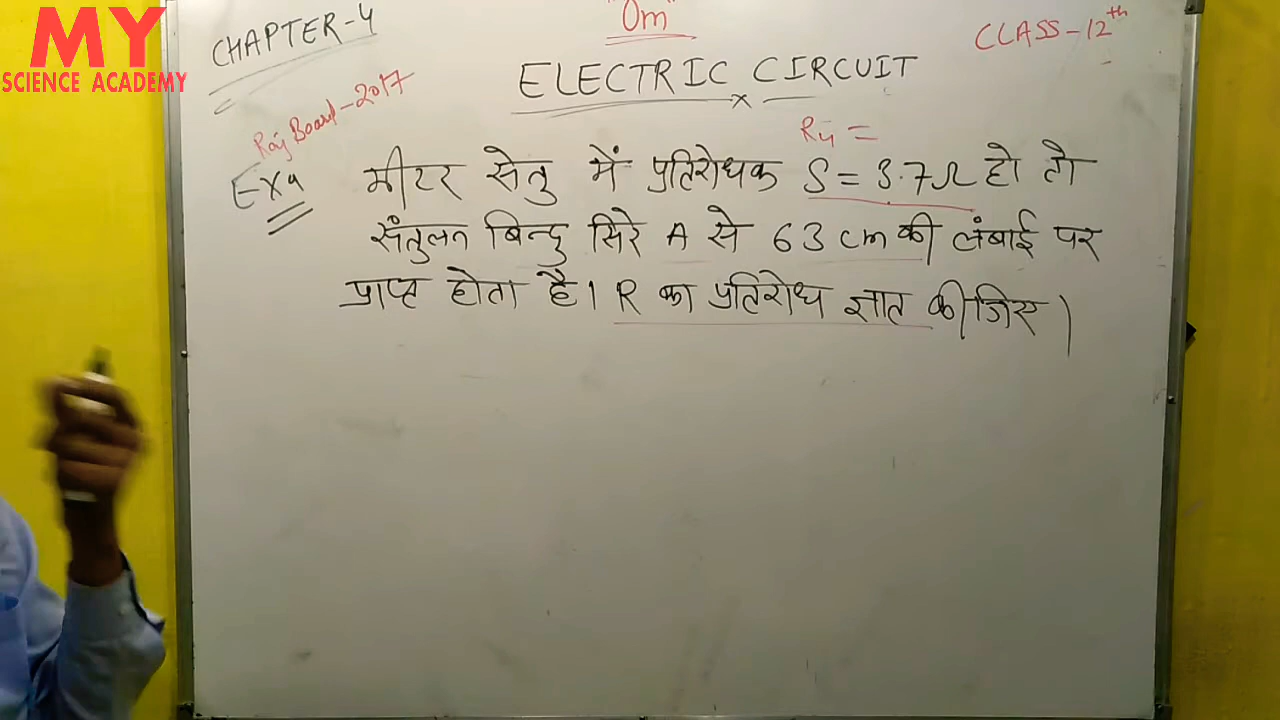 MY
SCIENCE ACADEMY
CHAPTER-4
"Om"
CLASS-12th
ELECTRIC CIRCUIT
Raj Board-2017
Ex4
मीटर सेतु में प्रतिरोधक S = 3.7Ω हो तो
संतुलन बिन्दु सिरे A से 63 cm की लंबाई पर
प्राप्त होता है। R का प्रतिरोध ज्ञात कीजिए।